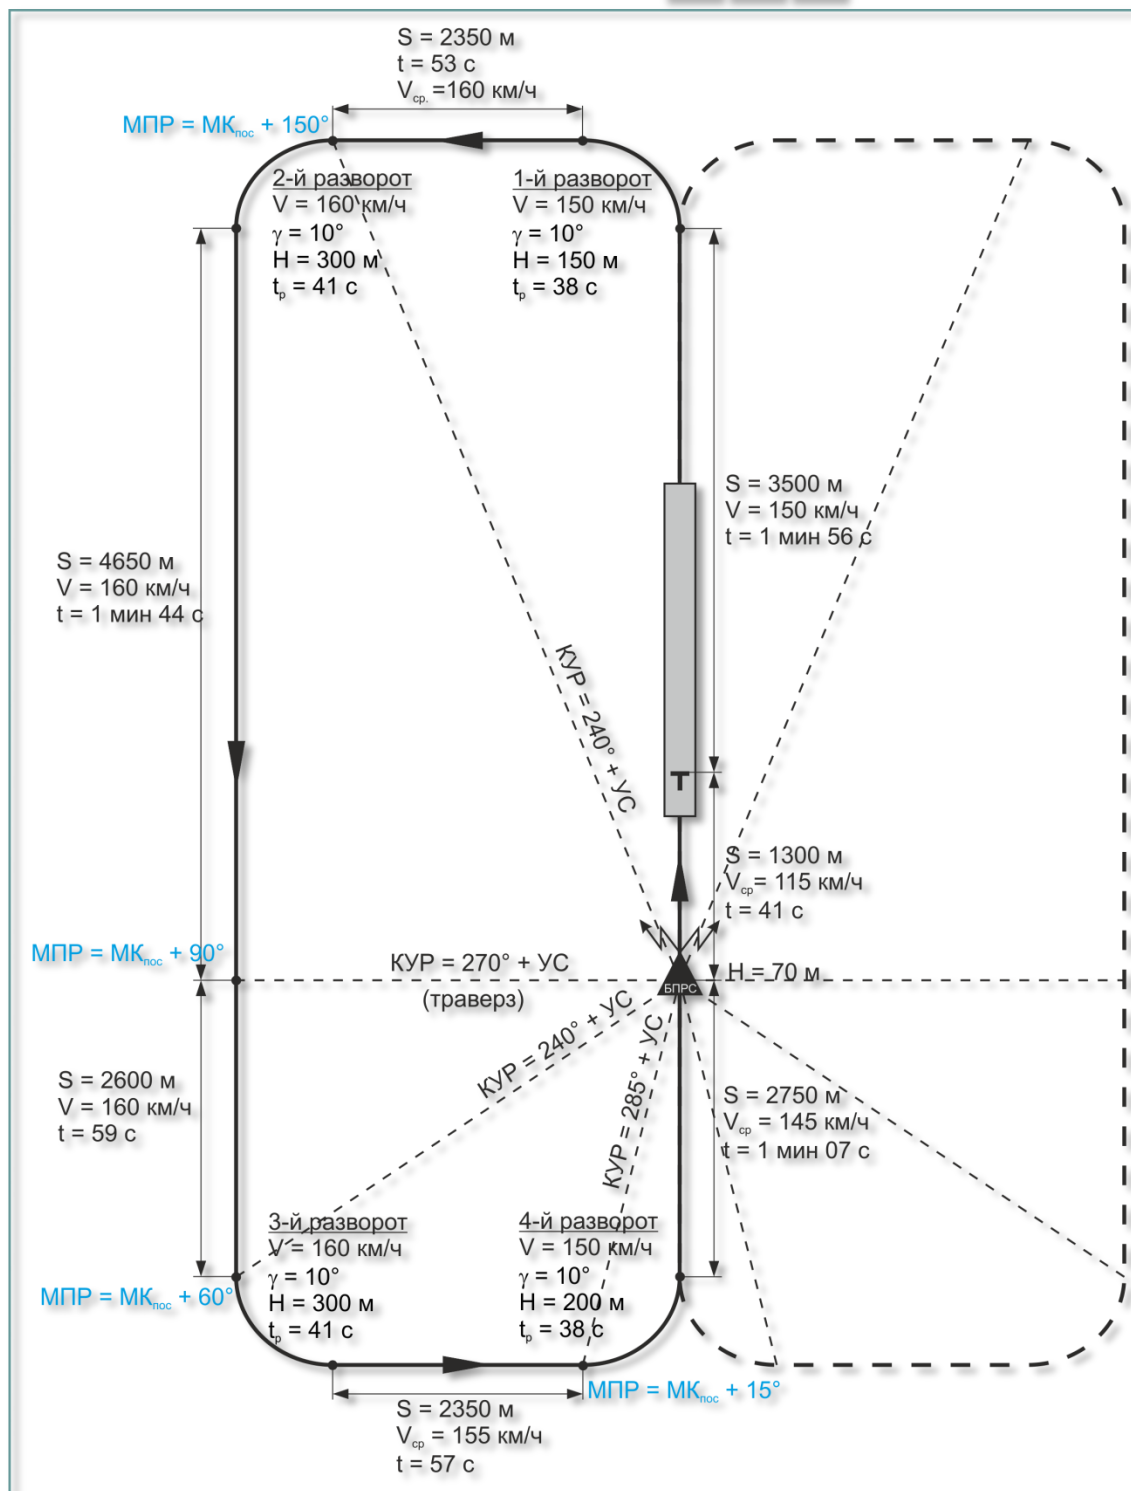 S = 2350 м
t = 53 с
Vср. =160 км/ч
МПР = МКпос + 150°
2-й разворот
V = 160 км/ч
γ = 10°
H = 300 м
tр = 41 с
1-й разворот
V = 150 км/ч
γ = 10°
H = 150 м
tр = 38 с
S = 3500 м
V = 150 км/ч
t = 1 мин 56 с
S = 4650 м
V = 160 км/ч
t = 1 мин 44 с
КУР = 240° + УС
Т
S = 1300 м
Vср= 115 км/ч
t = 41 с
МПР = МКпос + 90°
КУР = 270° + УС
(траверз)
БПРС
H = 70 м
КУР = 240° + УС
КУР = 285° + УС
S = 2600 м
V = 160 км/ч
t = 59 с
S = 2750 м
Vср = 145 км/ч
t = 1 мин 07 с
3-й разворот
V = 160 км/ч
γ = 10°
H = 300 м
tр = 41 с
4-й разворот
V = 150 км/ч
γ = 10°
H = 200 м
tр = 38 с
МПР = МКпос + 60°
МПР = МКпос + 15°
S = 2350 м
Vср = 155 км/ч
t = 57 с